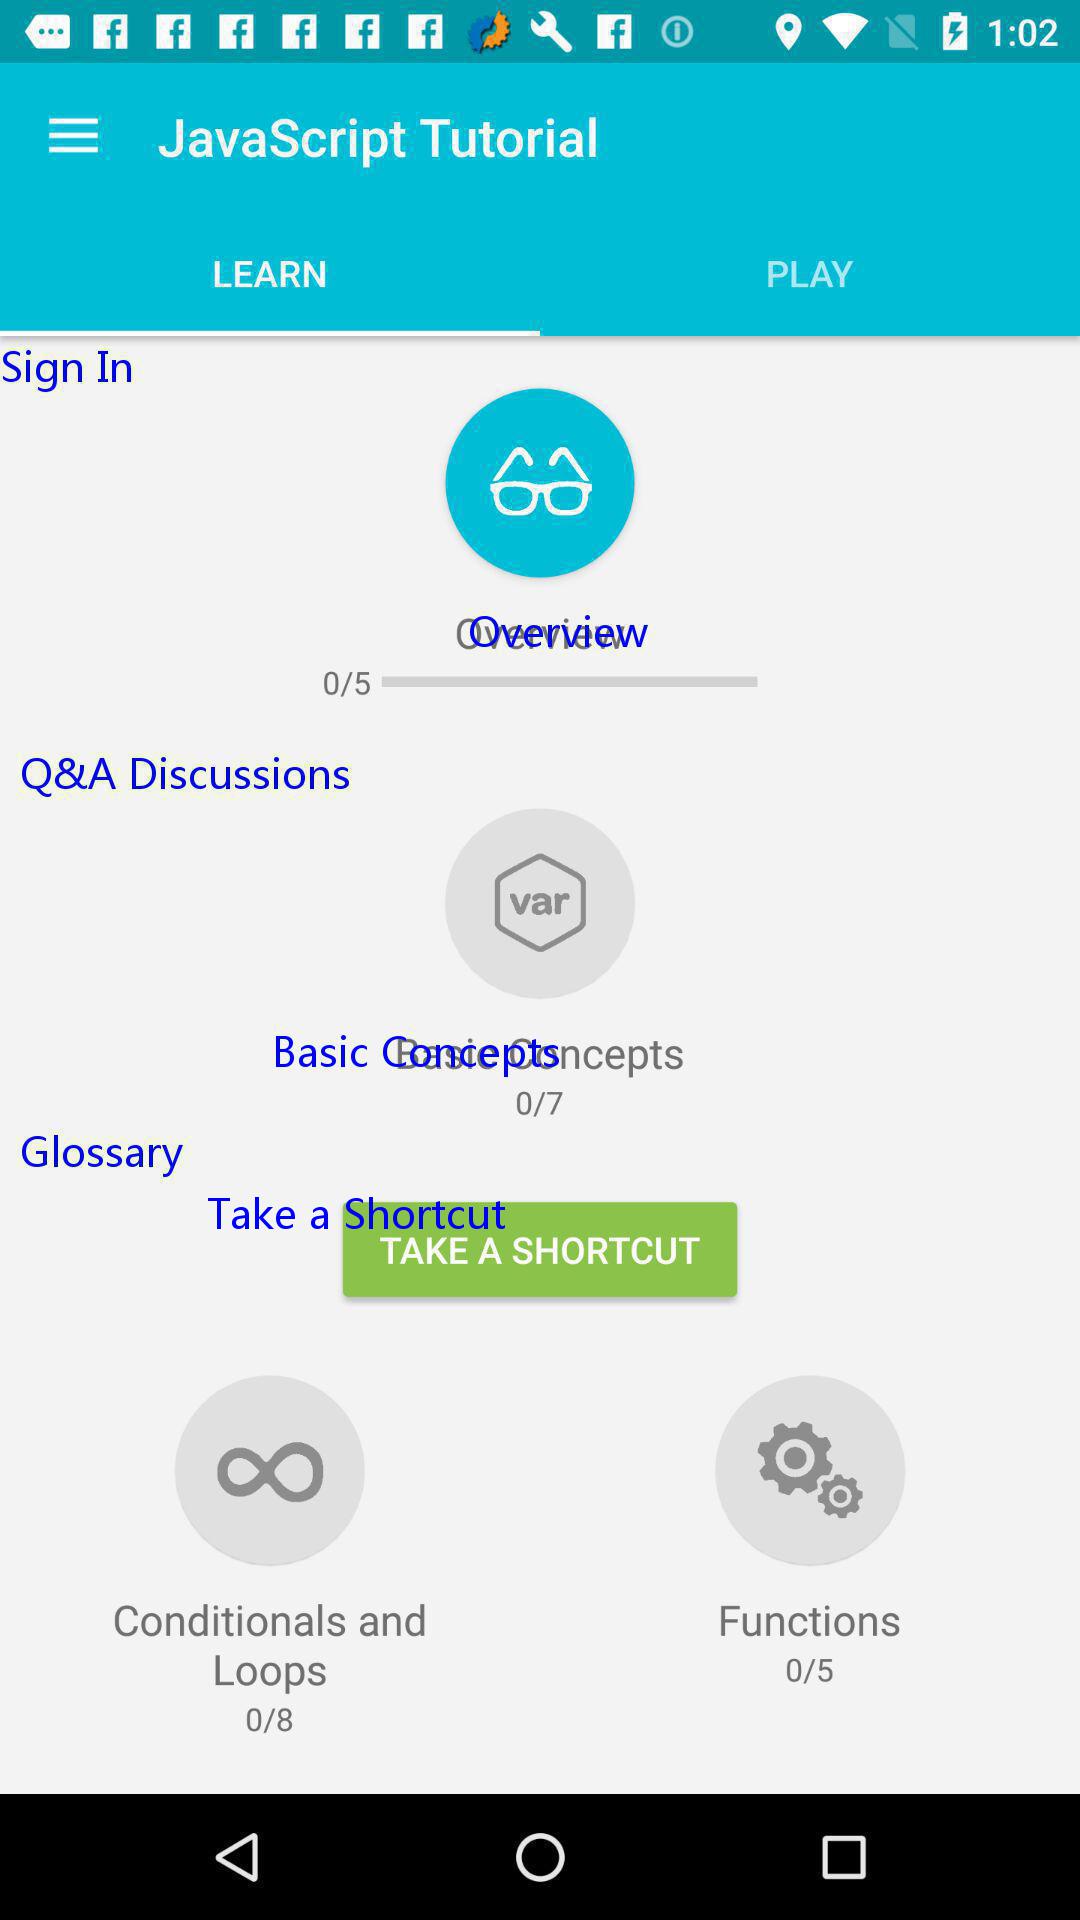 1:02
JavaScript Tutorial
LEARN
PLAY
Sign In
Overview
Overview
0/5
Q&A Discussions
var
Basic Concepts
Basic Concepts
0/7
Glossary
Take a Shortcut
TAKE A SHORTCUT
Conditionals and
Loops
0/8
Functions
0/5